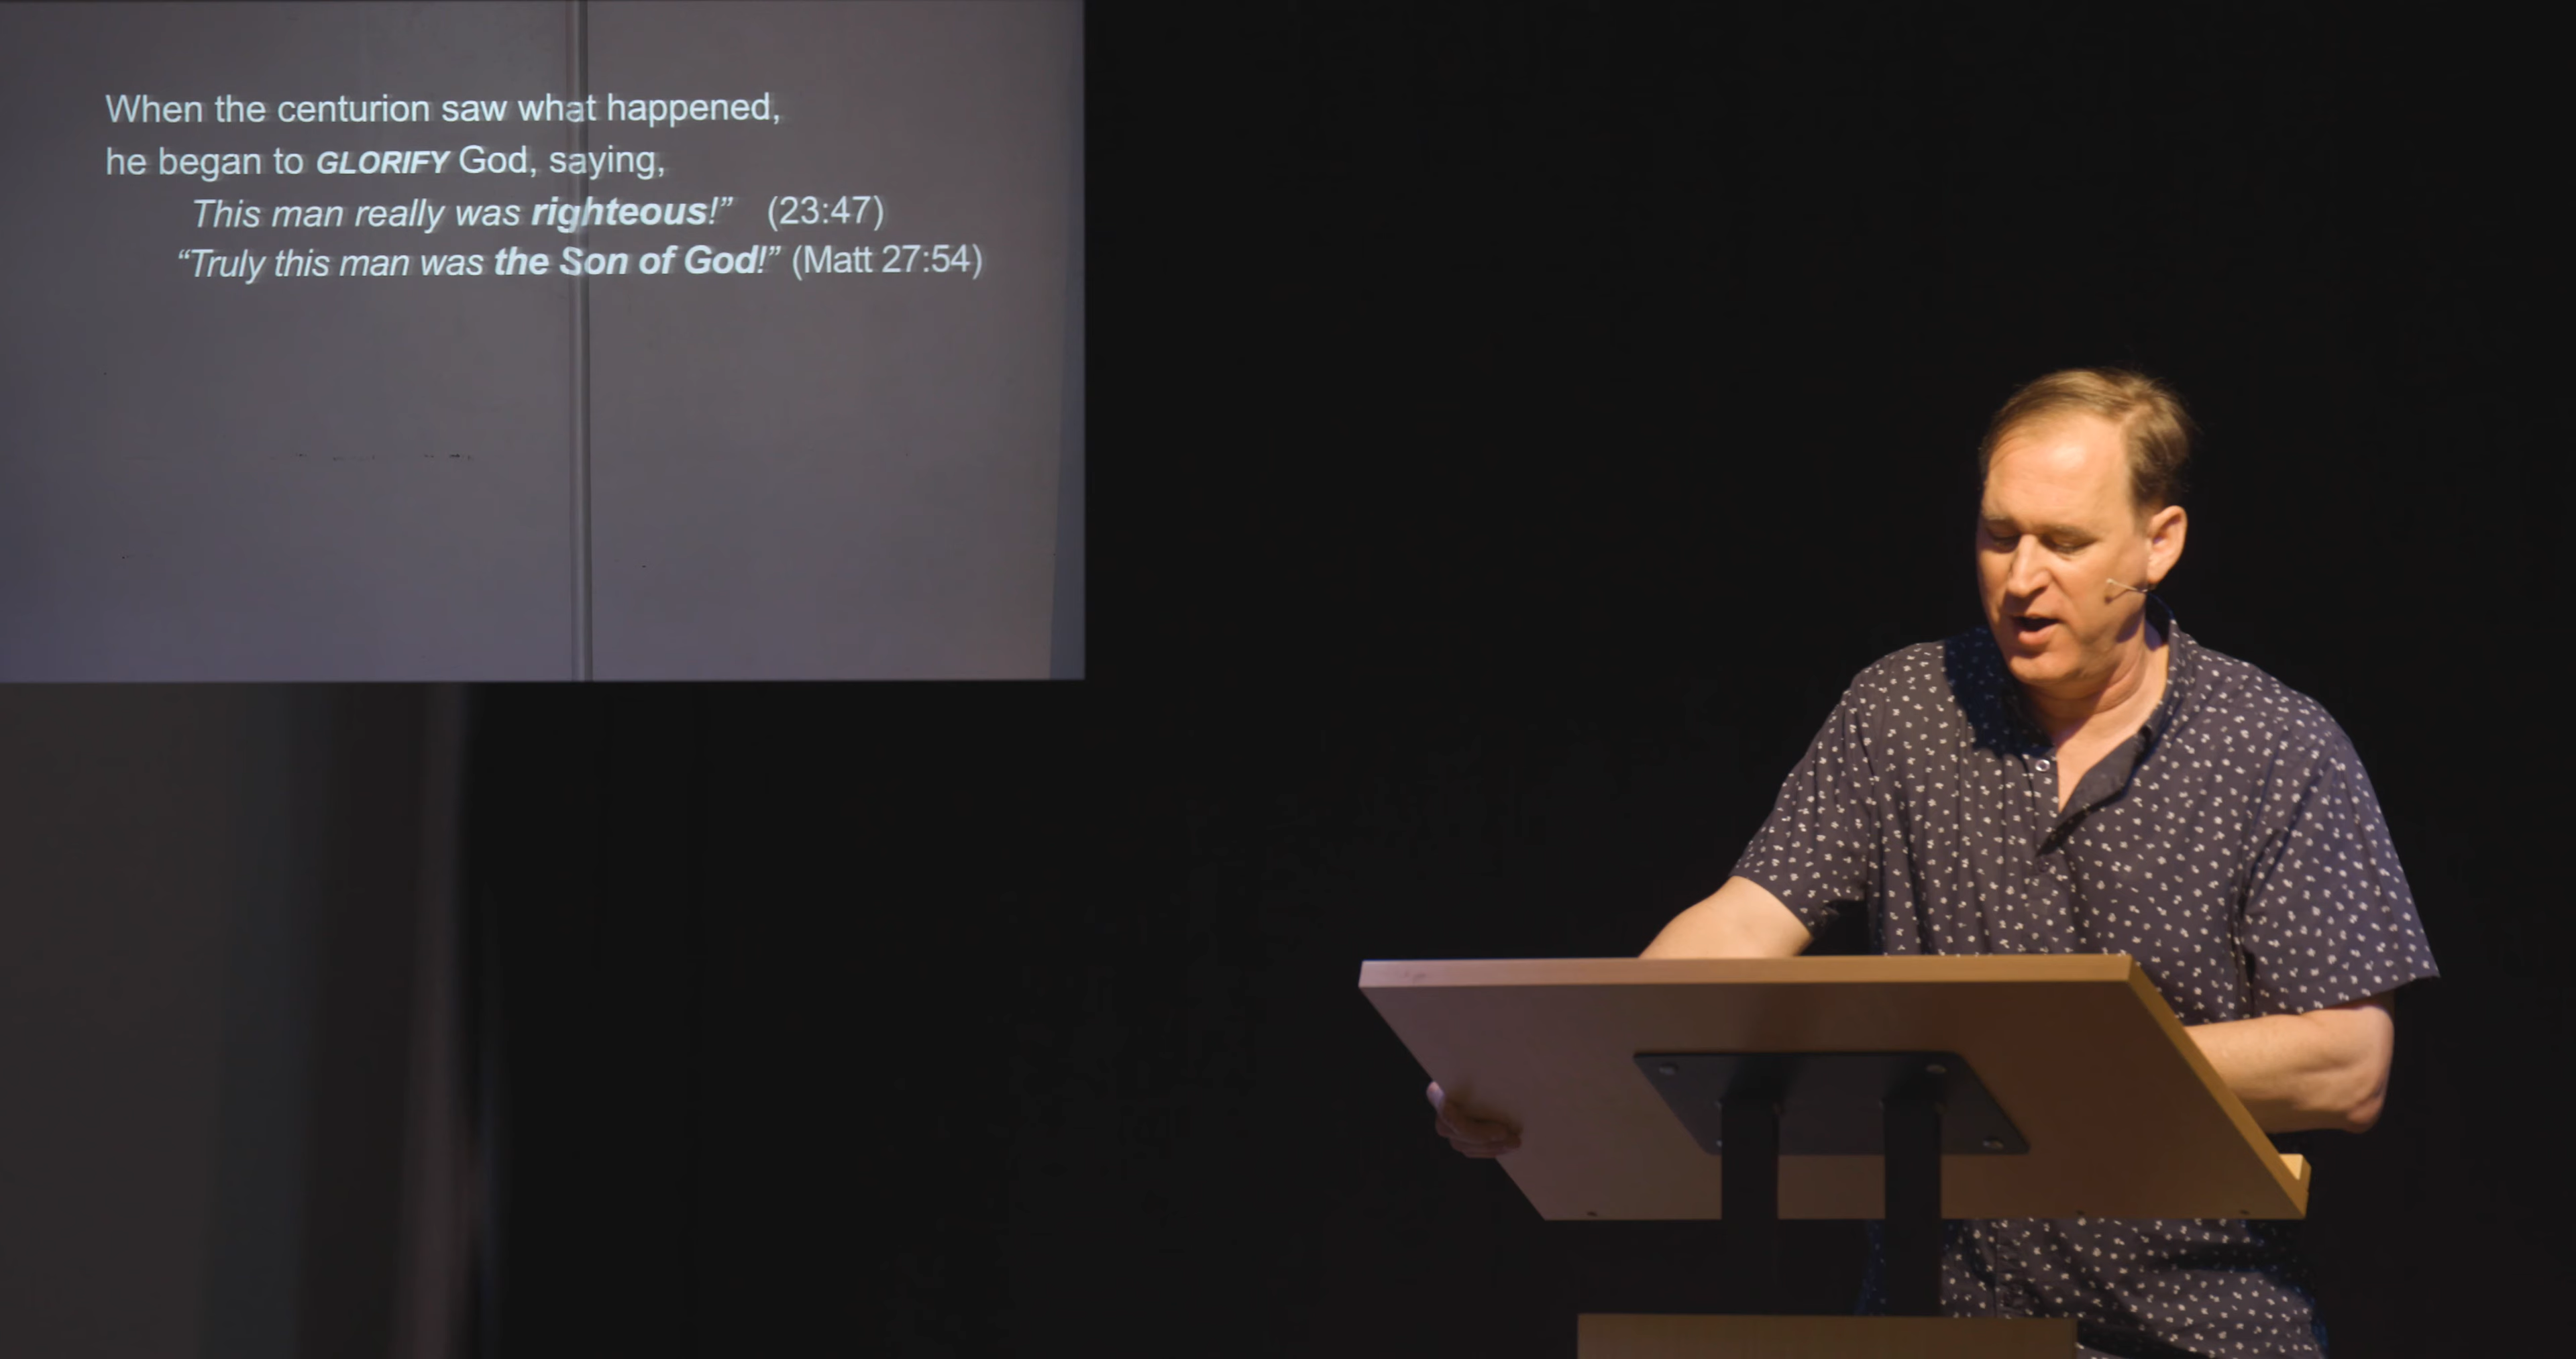 When the centurion saw what happened,
he began to GLORIFY God, saying,
This man really was righteous!” (23:47)
“Truly this man was the Son of God!” (Matt 27:54)